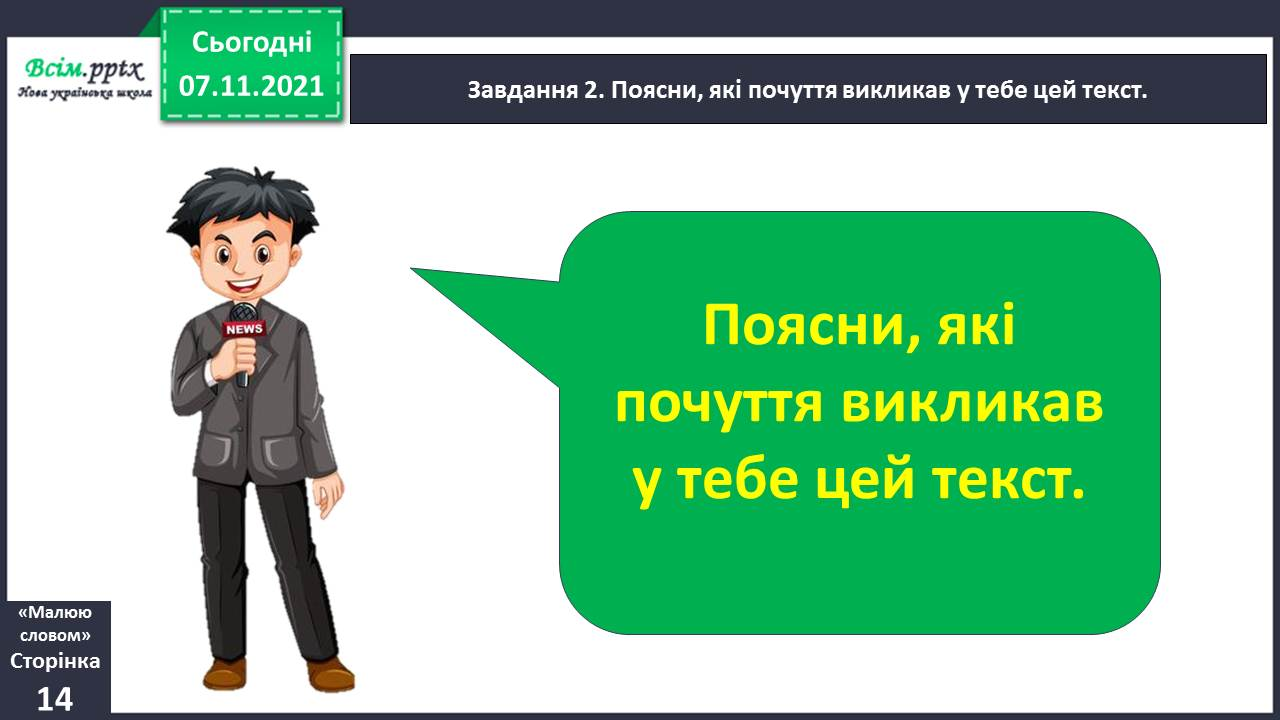 Сьогодні
07.11.2021
Всім.pptx
Нова українська школа
Завдання 2. Поясни, які почуття викликав у тебе цей текст.
NEWS
Поясни, які
почуття викликав
у тебе цей текст.
«Малюю
словом»
Сторінка
14